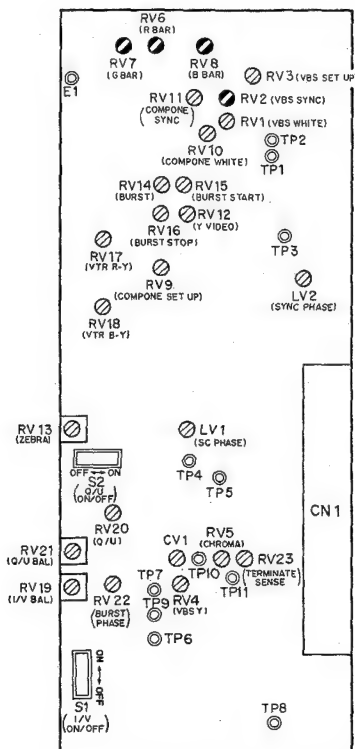 RV6
(R BAR)
RV7
(G BAR)
RV8
(B BAR)
E1
RV3 (VBS SET UP)
RV11
(COMPONE
SYNC)
RV2 (VBS SYNC)
RV1 (VBS WHITE)
RV10
(COMPONE WHITE)
TP2
TP1
RV14
(BURST)
RV15
(BURST START)
RV16
(BURST STOP)
RV12
(Y VIDEO)
RV17
(VTR R-Y)
TP3
RV9
(COMPONE SET UP)
LV2
(SYNC PHASE)
RV18
(VTR B-Y)
RV13
(ZEBRA)
LV1
(SC PHASE)
OFF ↔ ON
S2
(Q/U
ON/OFF)
TP4
TP5
CN1
RV20
(Q/U)
RV21
(Q/U BAL)
CV1
RV5
(CHROMA)
RV23
(TERMINATE
SENSE)
TP10
TP11
RV19
(I/V BAL)
RV22
(BURST
PHASE)
TP7
TP9
RV4
(VBS Y)
TP6
ON ↔ OFF
S1
(I/V
ON/OFF)
TP8